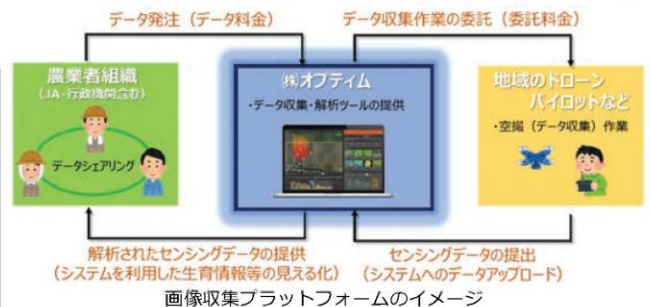 データ発注（データ料金）
データ収集作業の委託（委託料金）
農業者組織
（JA・行政機関含む）
データシェアリング
㈱オプティム
・データ収集・解析ツールの提供
地域のドローン
パイロットなど
・空撮（データ収集）作業
解析されたセンシングデータの提供
（システムを利用した生育情報等の見える化）
センシングデータの提出
（システムへのデータアップロード）
画像収集プラットフォームのイメージ